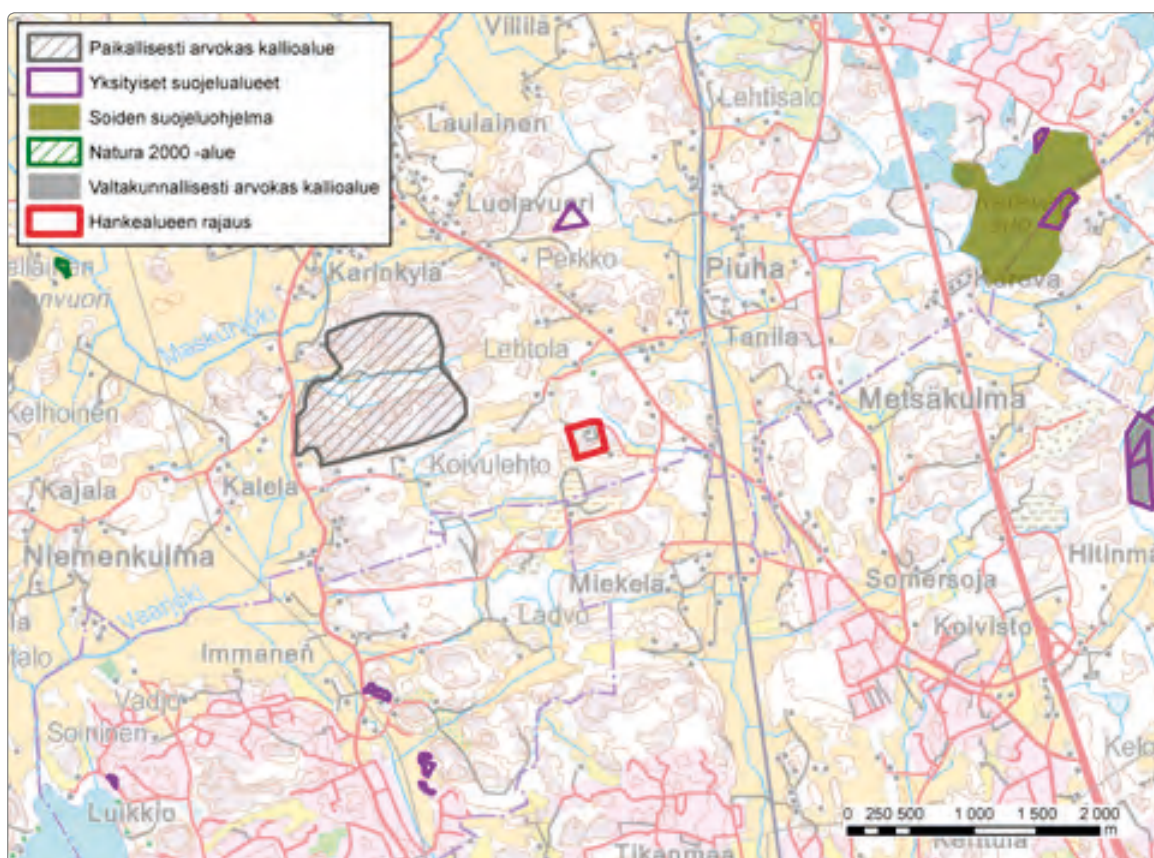 Paikallisesti arvokas kallioalue
Yksityiset suojelualueet
Soiden suojeluohjelma
Natura 2000 -alue
Valtakunnallisesti arvokas kallioalue
Hankealueen rajaus
Villilä
Lehtisalo
Laulainen
Luolavuori
Perkko
Karinkylä
Piuha
Maskunjoki
Lehtola
Tanila
Metsäkulma
Kelhoinen
Koivulehto
Kajala
Kalela
Niemenkulma
Hitinmä
Miekela
Somersoja
Ladvo
Koivisto
Immanen
talo
Vadjo
Soininen
Luikkio
Tikanmaa
0 250 500 1 000 1 500 2 000
m